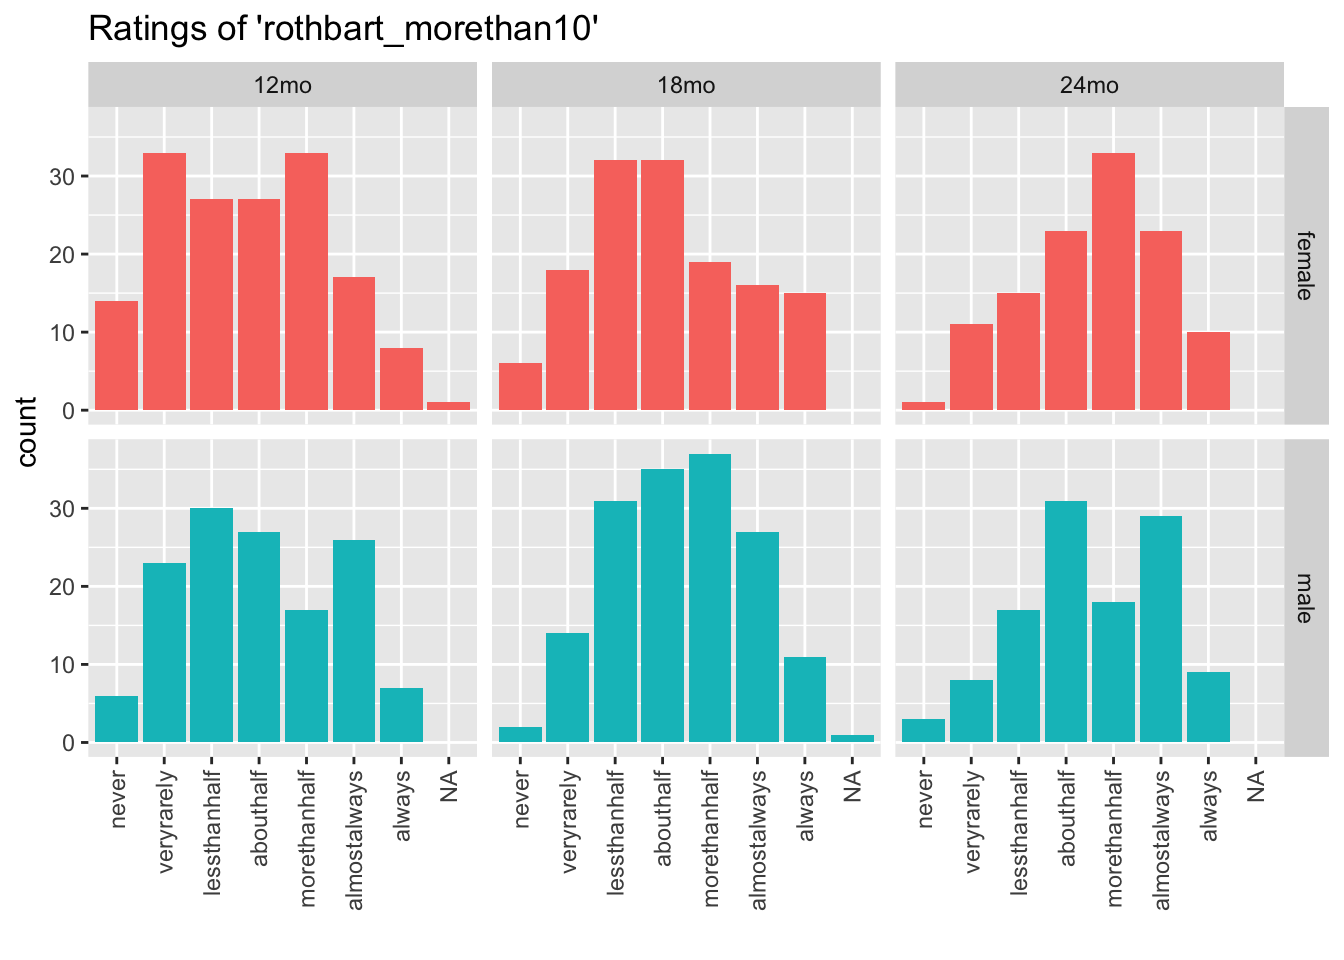 Ratings of 'rothbart_morethan10'
12mo 18mo 24mo
30
20
10
0
female
count
30
20
10
0
male
never veryrarely lessthanhalf abouthalf morethanhalf almostalways always NA never veryrarely lessthanhalf abouthalf morethanhalf almostalways always NA never veryrarely lessthanhalf abouthalf morethanhalf almostalways always NA